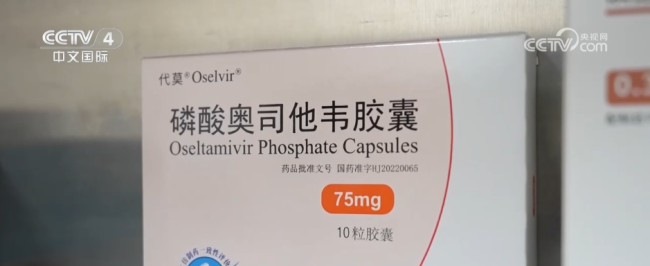 CCTV 4
中文国际
央视网
CCTV.com
代莫® Oselvir®
磷酸奥司他韦胶囊
Oseltamivir Phosphate Capsules
药品批准文号 国药准字HJ20220065
75mg
10粒胶囊